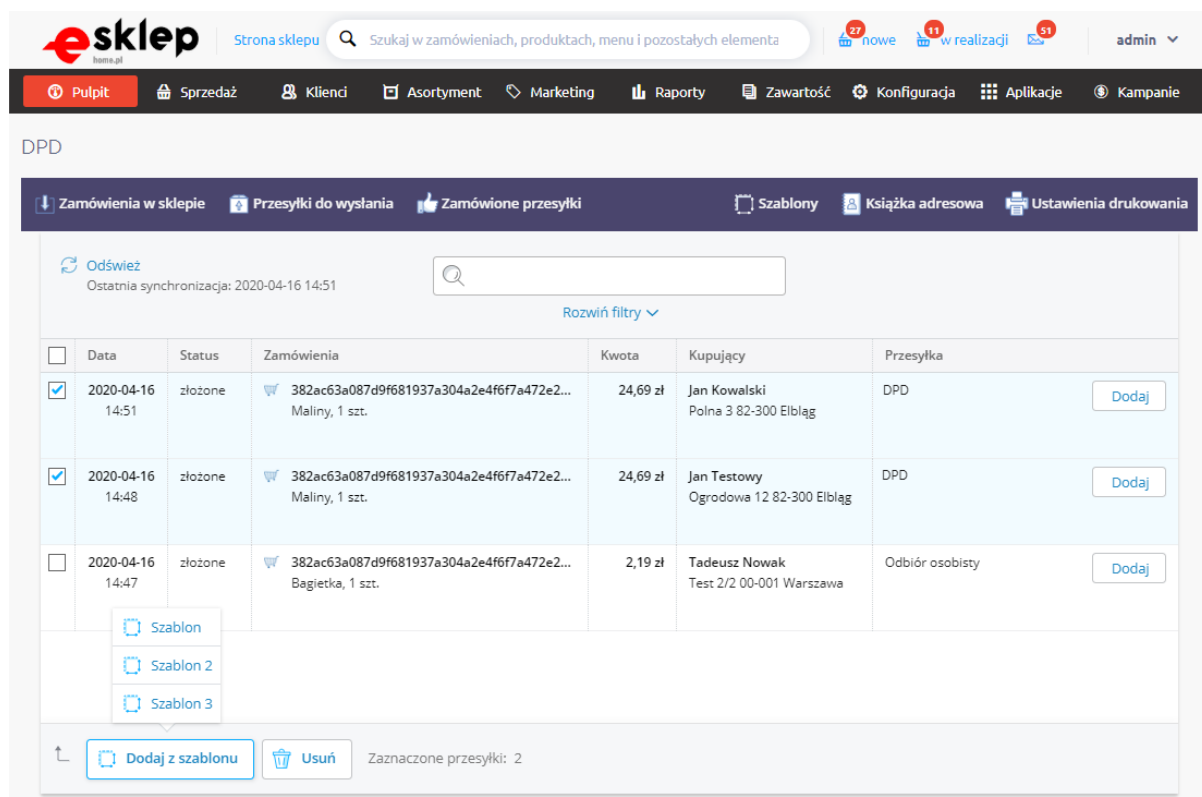 esklep
home.pl
Strona sklepu
Szukaj w zamówieniach, produktach, menu i pozostałych elementa
27
nowe
11
w realizacji
51
admin
Pulpit
Sprzedaż
Klienci
Asortyment
Marketing
Raporty
Zawartość
Konfiguracja
Aplikacje
Kampanie
DPD
Zamówienia w sklepie
Przesyłki do wysłania
Zamówione przesyłki
Szablony
Książka adresowa
Ustawienia drukowania
Odśwież
Ostatnia synchronizacja: 2020-04-16 14:51
Rozwiń filtry
Data
Status
Zamówienia
Kwota
Kupujący
Przesyłka
2020-04-16
14:51
złożone
382ac63a087d9f681937a304a2e4f6f7a472e2...
Maliny, 1 szt.
24,69 zł
Jan Kowalski
Polna 3 82-300 Elbląg
DPD
Dodaj
2020-04-16
14:48
złożone
382ac63a087d9f681937a304a2e4f6f7a472e2...
Maliny, 1 szt.
24,69 zł
Jan Testowy
Ogrodowa 12 82-300 Elbląg
DPD
Dodaj
2020-04-16
14:47
złożone
382ac63a087d9f681937a304a2e4f6f7a472e2...
Bagietka, 1 szt.
2,19 zł
Tadeusz Nowak
Test 2/2 00-001 Warszawa
Odbiór osobisty
Dodaj
Szablon
Szablon 2
Szablon 3
Dodaj z szablonu
Usuń
Zaznaczone przesyłki: 2